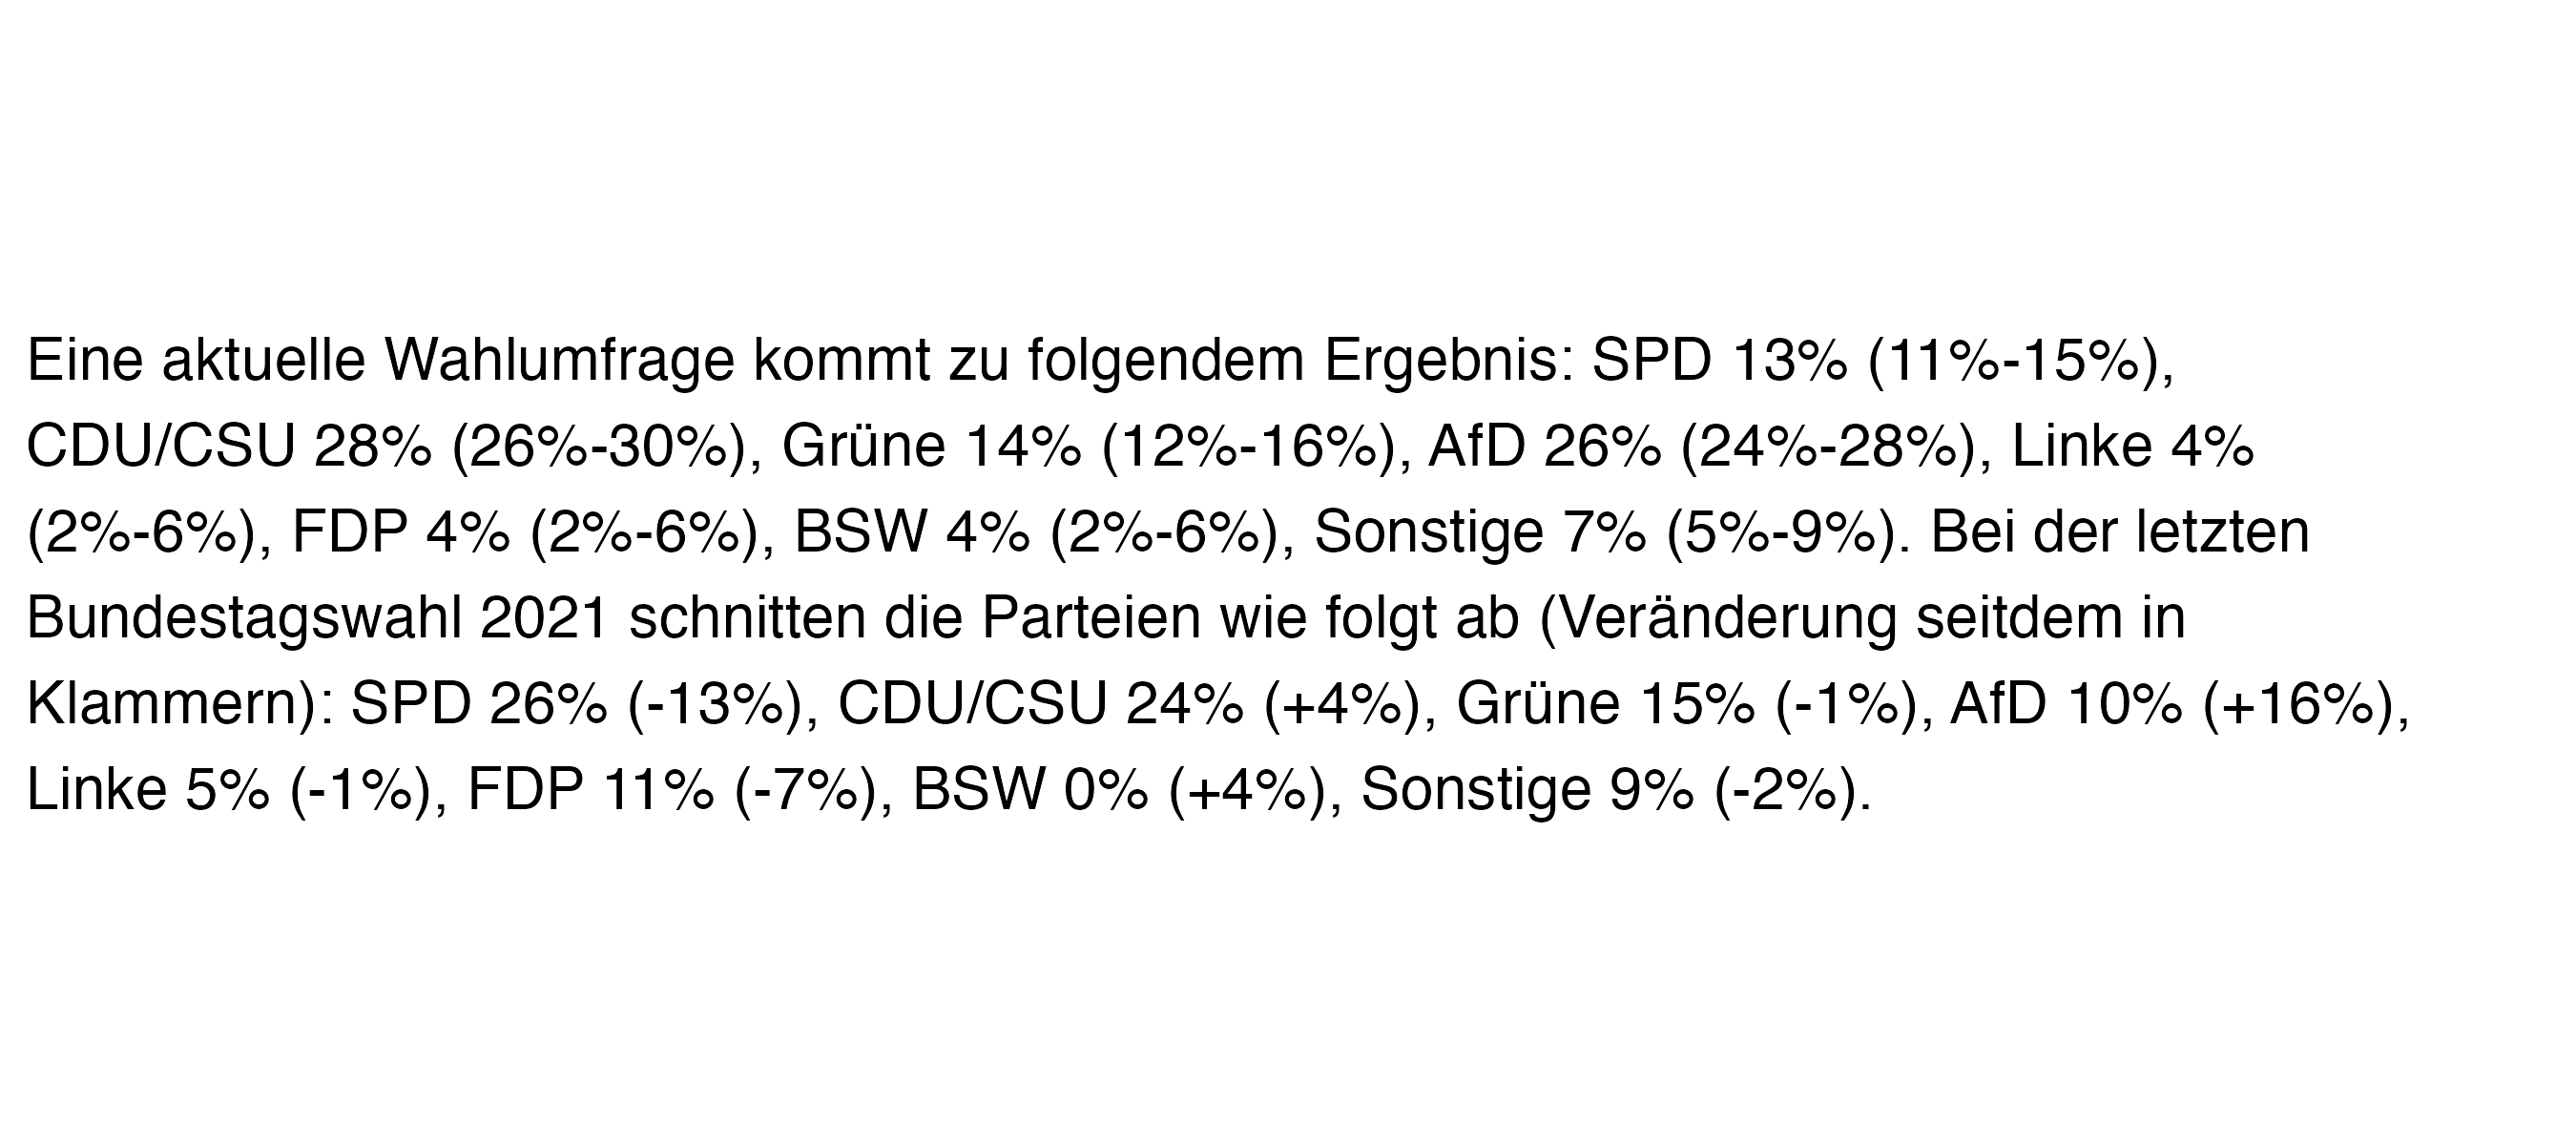 Eine aktuelle Wahlumfrage kommt zu folgendem Ergebnis: SPD 13% (11%-15%),
CDU/CSU 28% (26%-30%), Grüne 14% (12%-16%), AfD 26% (24%-28%), Linke 4%
(2%-6%), FDP 4% (2%-6%), BSW 4% (2%-6%), Sonstige 7% (5%-9%). Bei der letzten
Bundestagswahl 2021 schnitten die Parteien wie folgt ab (Veränderung seitdem in
Klammern): SPD 26% (-13%), CDU/CSU 24% (+4%), Grüne 15% (-1%), AfD 10% (+16%),
Linke 5% (-1%), FDP 11% (-7%), BSW 0% (+4%), Sonstige 9% (-2%).